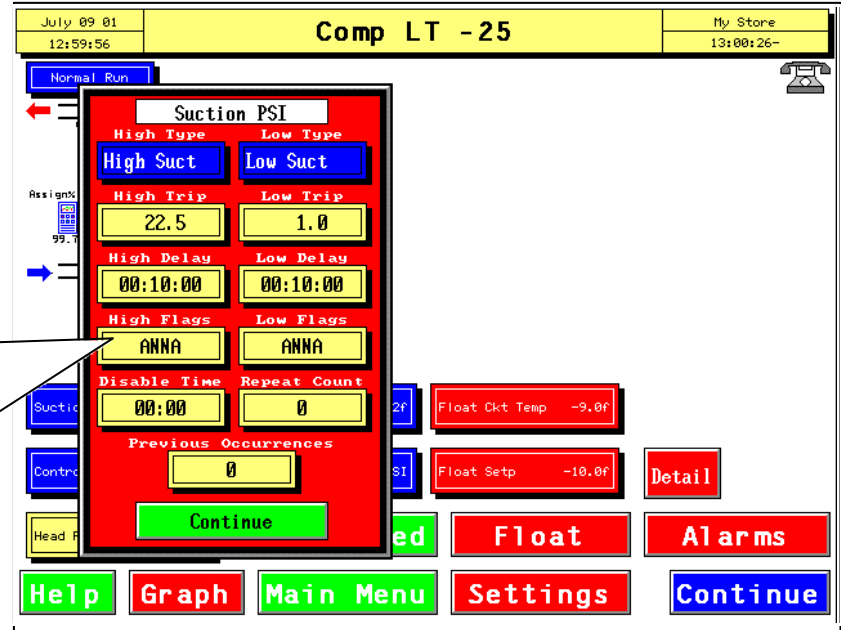 July 09 01
12:59:56
Comp LT -25
My Store
13:00:26-
Normal Run
Suction PSI
High Type Low Type
High Suct Low Suct
Assign%
High Trip Low Trip
22.5 1.0
99.7
High Delay Low Delay
00:10:00 00:10:00
High Flags Low Flags
ANNA ANNA
Disable Time Repeat Count
00:00 0
Float Ckt Temp -9.0f
Previous Occurrences
0
Float Setp -10.0f
Detail
Continue
Head
Float
Alarms
Help
Graph
Main Menu
Settings
Continue